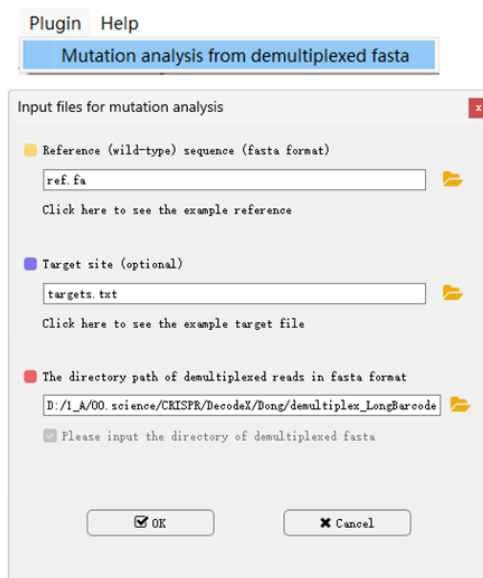 Plugin Help
Mutation analysis from demultiplexed fasta
Input files for mutation analysis
x
Reference (wild-type) sequence (fasta format)
ref.fa
Click here to see the example reference
Target site (optional)
targets.txt
Click here to see the example target file
The directory path of demultiplexed reads in fasta format
D:/1_A/00.science/CRISPR/DecodeX/Dong/demultiplex_LongBarcode
Please input the directory of demultiplexed fasta
OK
Cancel